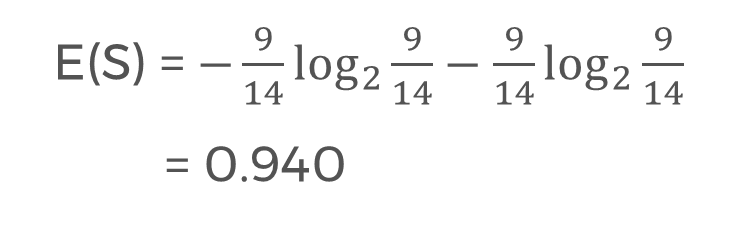 E(S) = − 9/14 log₂ 9/14 − 9/14 log₂ 9/14
= 0.940